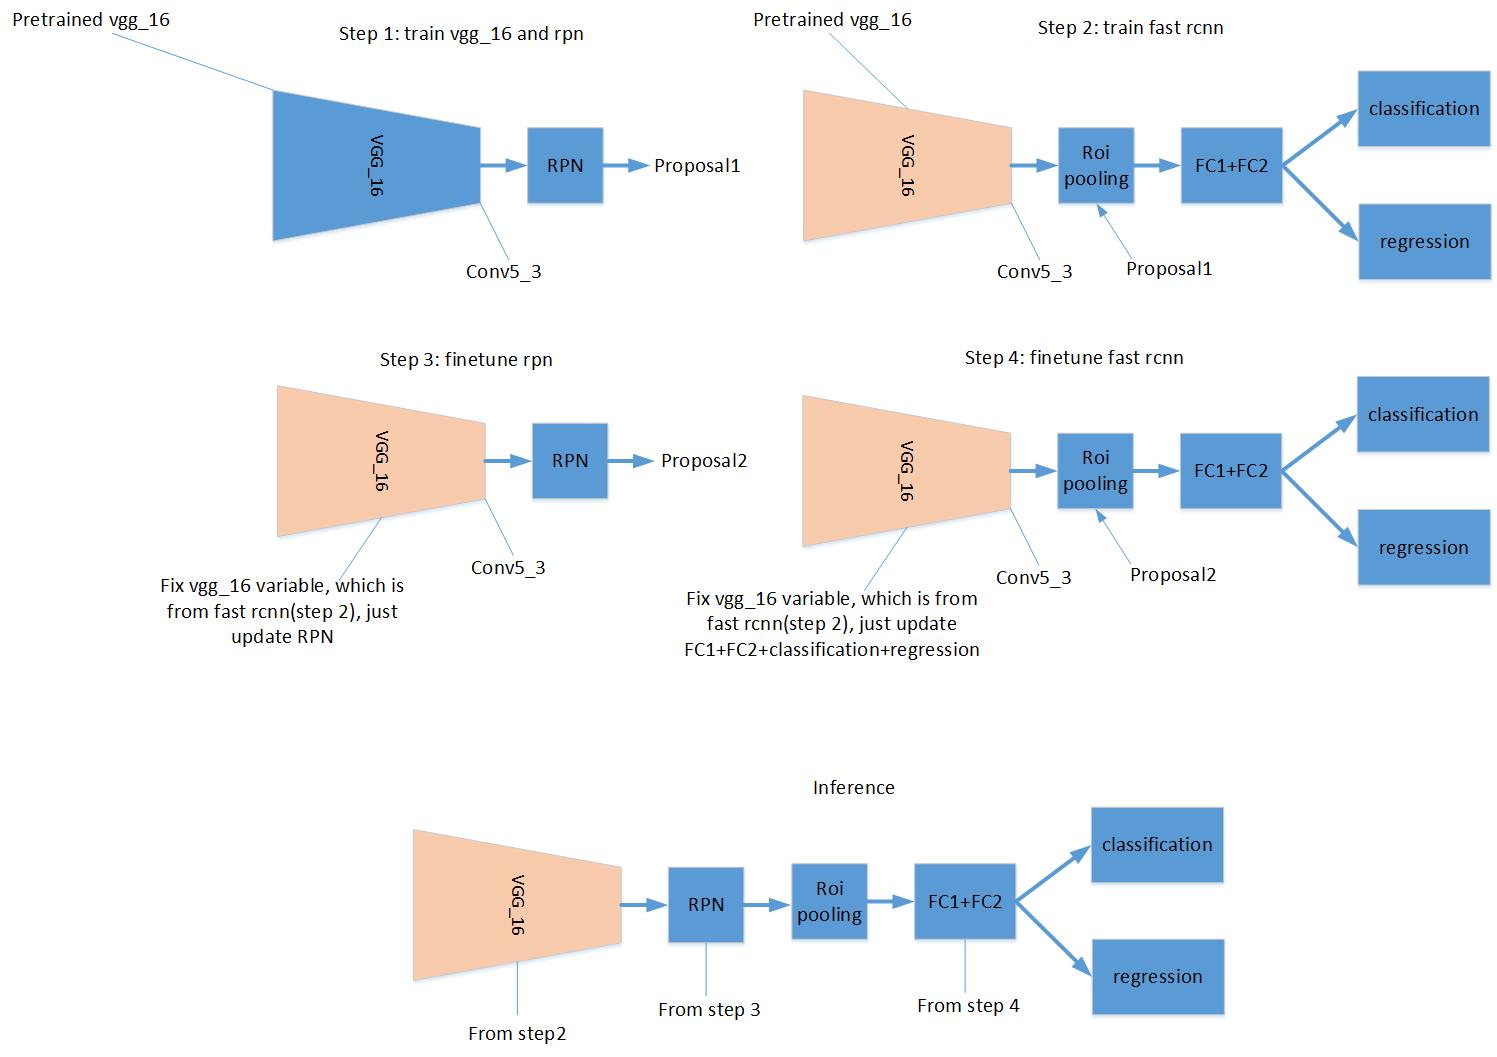 Pretrained vgg_16
Step 1: train vgg_16 and rpn
VGG_16
RPN
Proposal1
Conv5_3
Pretrained vgg_16
Step 2: train fast rcnn
VGG_16
Roi
pooling
FC1+FC2
classification
regression
Conv5_3
Proposal1
Step 3: finetune rpn
VGG_16
RPN
Proposal2
Conv5_3
Fix vgg_16 variable, which is
from fast rcnn(step 2), just
update RPN
Step 4: finetune fast rcnn
VGG_16
Roi
pooling
FC1+FC2
classification
regression
Conv5_3
Proposal2
Fix vgg_16 variable, which is from
fast rcnn(step 2), just update
FC1+FC2+classification+regression
Inference
VGG_16
RPN
Roi
pooling
FC1+FC2
classification
regression
From step2
From step 3
From step 4